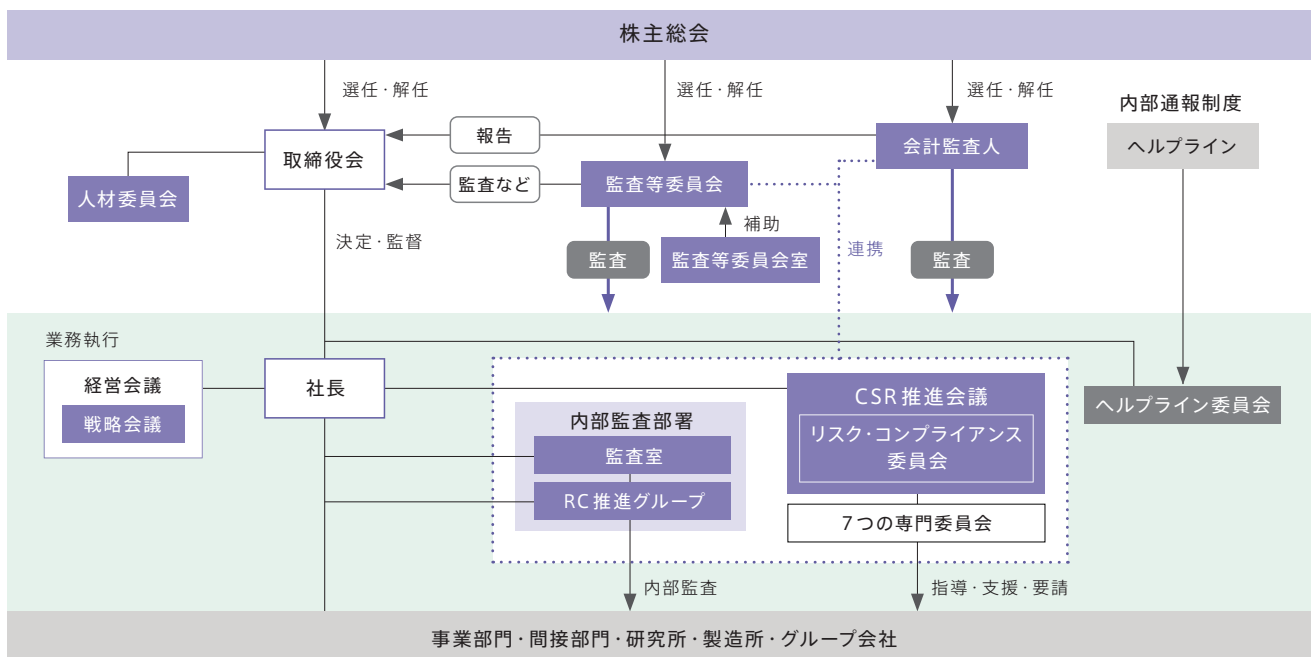 株主総会
選任・解任
選任・解任
選任・解任
内部通報制度
ヘルプライン
報告
会計監査人
取締役会
人材委員会
監査など
監査等委員会
補助
監査等委員会室
連携
決定・監督
監査
監査
業務執行
経営会議
戦略会議
社長
CSR推進会議
リスク・コンプライアンス
委員会
ヘルプライン委員会
内部監査部署
監査室
RC推進グループ
7つの専門委員会
内部監査
指導・支援・要請
事業部門・間接部門・研究所・製造所・グループ会社